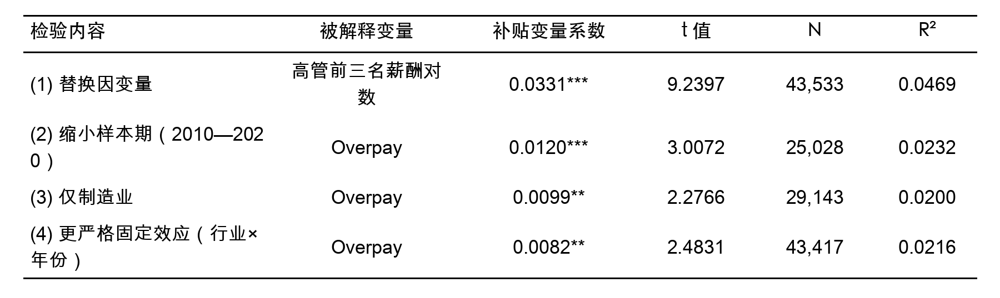 检验内容 被解释变量 补贴变量系数 t 值 N R²
(1) 替换因变量 高管前三名薪酬对数 0.0331*** 9.2397 43,533 0.0469
(2) 缩小样本期（2010—2020） Overpay 0.0120*** 3.0072 25,028 0.0232
(3) 仅制造业 Overpay 0.0099** 2.2766 29,143 0.0200
(4) 更严格固定效应（行业×年份） Overpay 0.0082** 2.4831 43,417 0.0216